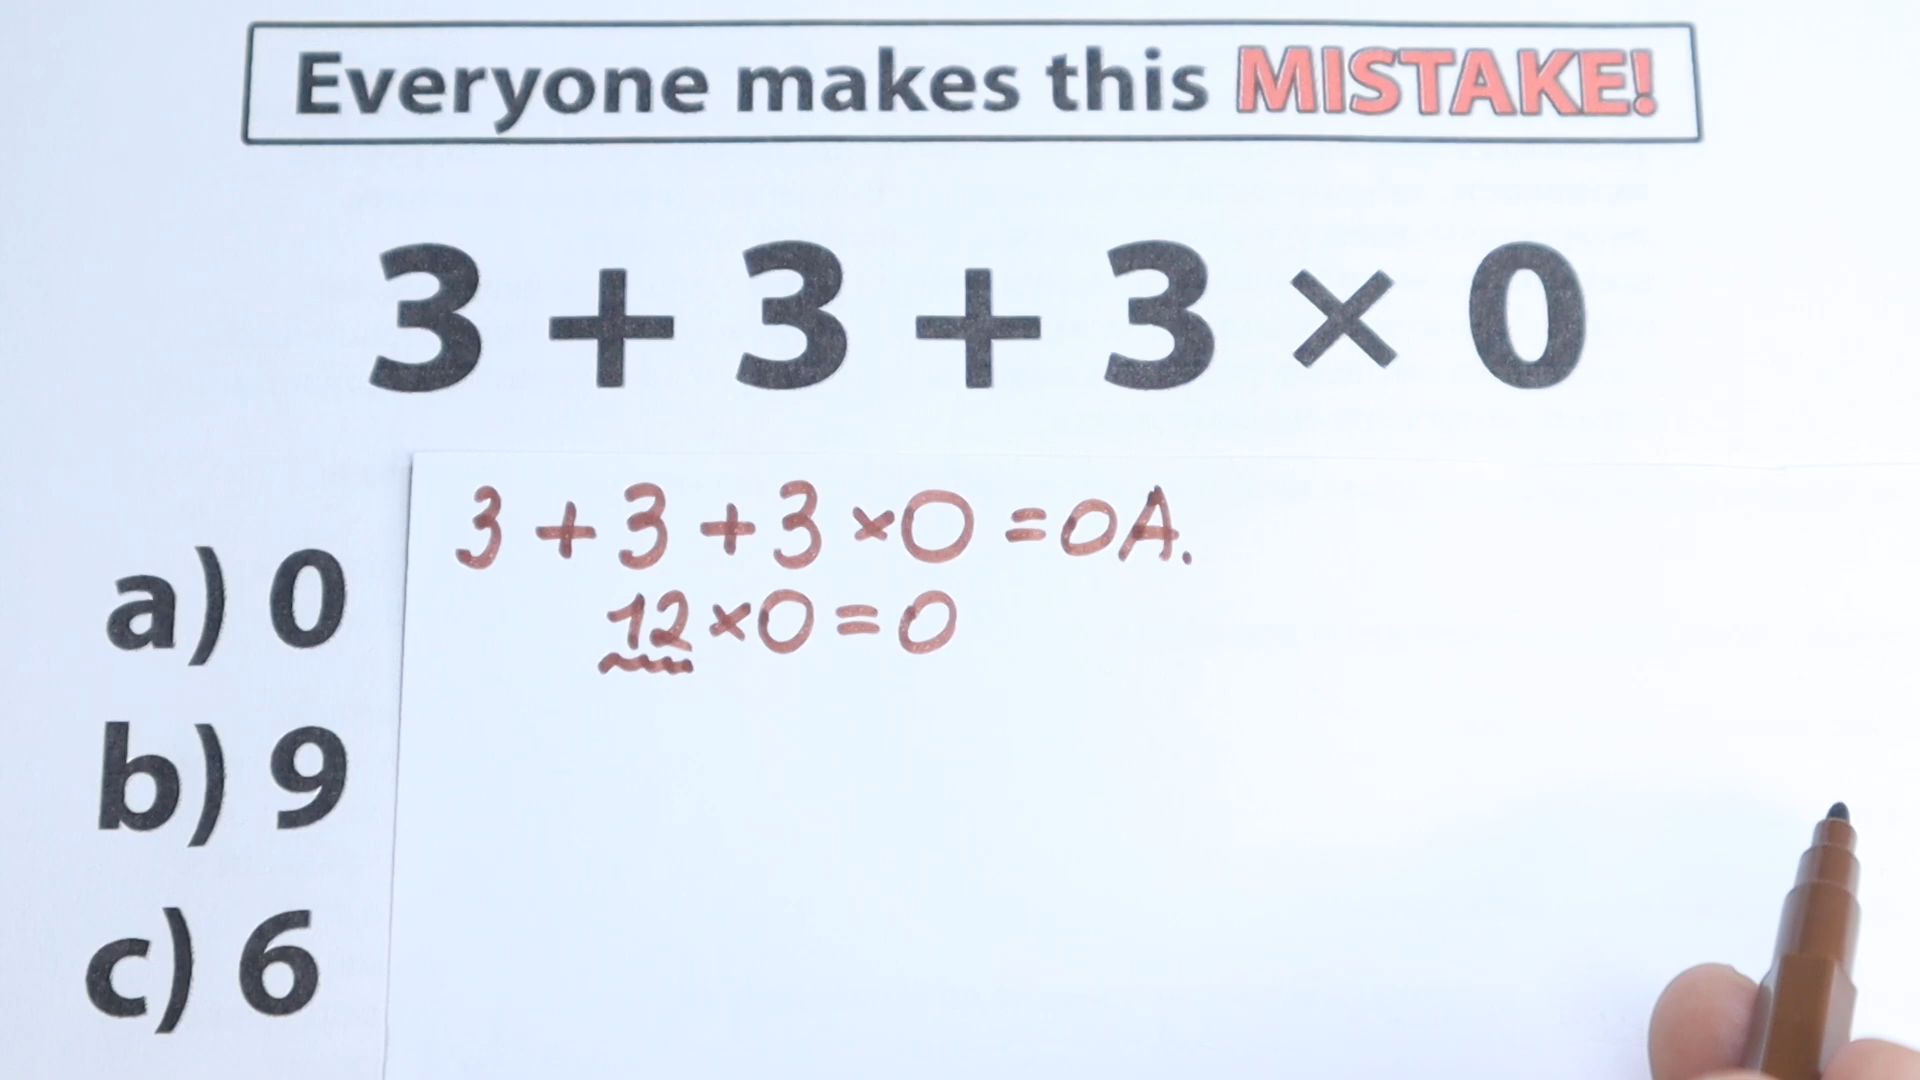 Everyone makes this MISTAKE!
3 + 3 + 3 × 0
3 + 3 + 3 × 0 = 0 A.
12 × 0 = 0
a) 0
b) 9
c) 6